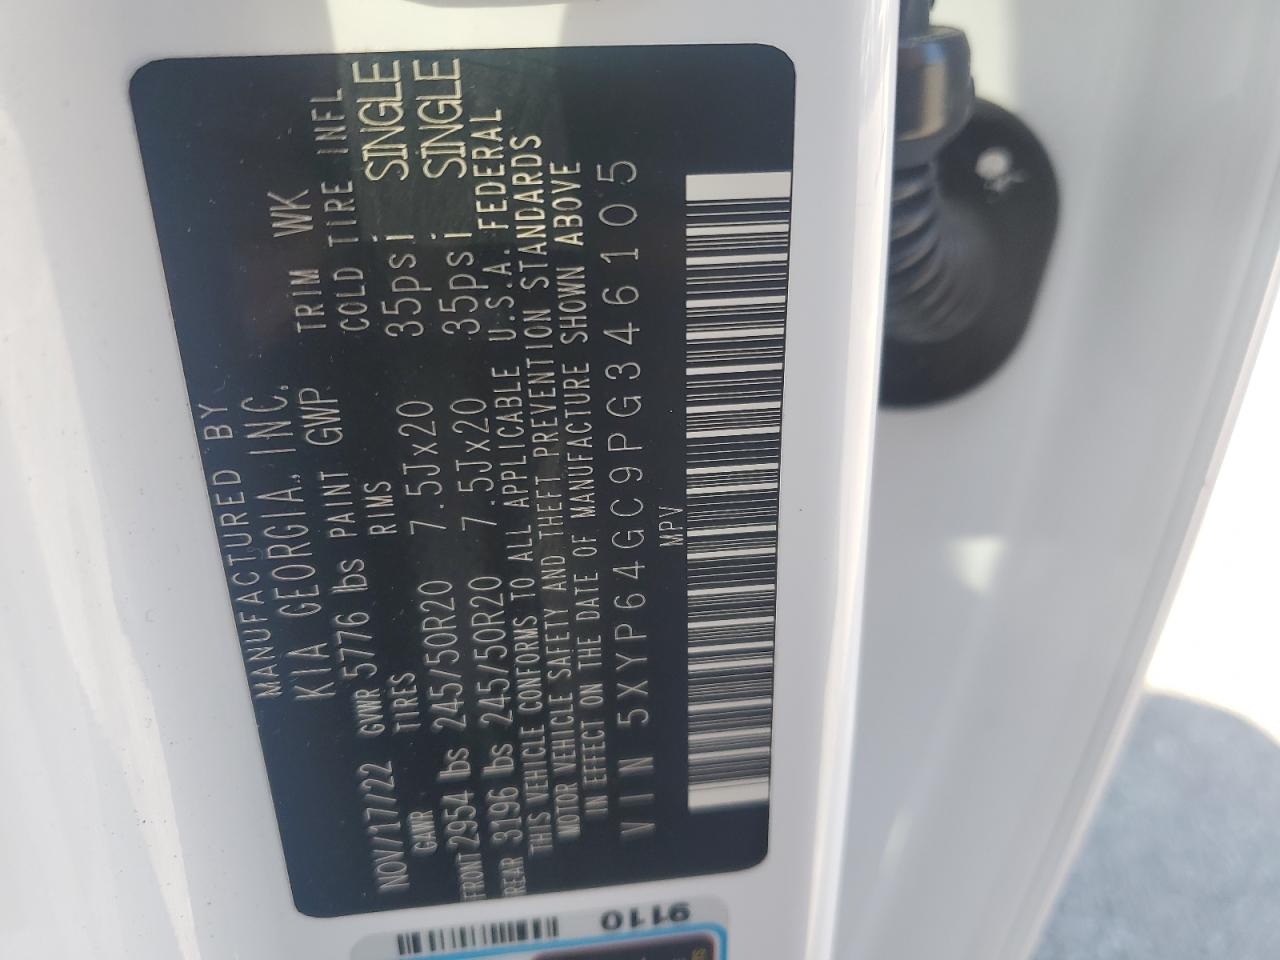 MANUFACTURED BY
KIA GEORGIA, INC.
NOV/17/22 GVWR 5776 lbs PAINT GWP TRIM WK
GAWR TIRES RIMS COLD TIRE INFL
FRONT 2954 lbs 245/50R20 7.5Jx20 35psi SINGLE
REAR 3196 lbs 245/50R20 7.5Jx20 35psi SINGLE
THIS VEHICLE CONFORMS TO ALL APPLICABLE U.S.A. FEDERAL
MOTOR VEHICLE SAFETY AND THEFT PREVENTION STANDARDS
IN EFFECT ON THE DATE OF MANUFACTURE SHOWN ABOVE
VIN 5XYP64GC9PG346105
MPV
9110